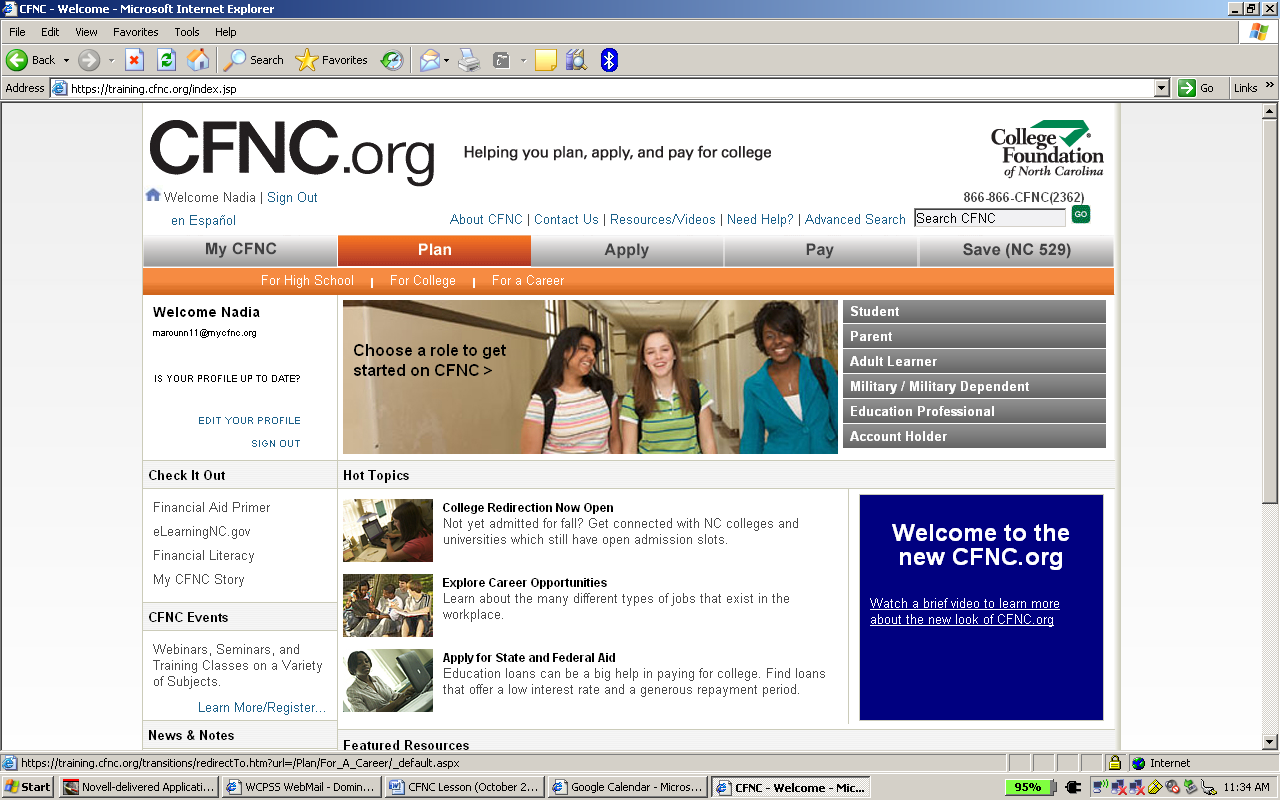 CFNC - Welcome - Microsoft Internet Explorer
File Edit View Favorites Tools Help
Back Search Favorites
Address https://training.cfnc.org/index.jsp Go Links »
CFNC.org
Helping you plan, apply, and pay for college
College
Foundation
of North Carolina
Welcome Nadia | Sign Out
866-866-CFNC(2362)
en Español
About CFNC | Contact Us | Resources/Videos | Need Help? | Advanced Search Search CFNC GO
My CFNC Plan Apply Pay Save (NC 529)
For High School | For College | For a Career
Welcome Nadia
marounn11@mycfnc.org
IS YOUR PROFILE UP TO DATE?
EDIT YOUR PROFILE
SIGN OUT
Choose a role to get
started on CFNC >
Student
Parent
Adult Learner
Military / Military Dependent
Education Professional
Account Holder
Check It Out
Financial Aid Primer
eLearningNC.gov
Financial Literacy
My CFNC Story
CFNC Events
Webinars, Seminars, and
Training Classes on a Variety
of Subjects.
Learn More/Register...
News & Notes
Hot Topics
College Redirection Now Open
Not yet admitted for fall? Get connected with NC colleges and
universities which still have open admission slots.
Explore Career Opportunities
Learn about the many different types of jobs that exist in the
workplace.
Apply for State and Federal Aid
Education loans can be a big help in paying for college. Find loans
that offer a low interest rate and a generous repayment period.
Featured Resources
Welcome to the
new CFNC.org
Watch a brief video to learn more
about the new look of CFNC.org
https://training.cfnc.org/transitions/redirectTo.htm?url=/Plan/For_A_Career/_default.aspx Internet
Start Novell-delivered Applicati... WCPSS WebMail - Domin... CFNC Lesson (October 2... Google Calendar - Micros... CFNC - Welcome - Mic... 95% 11:34 AM